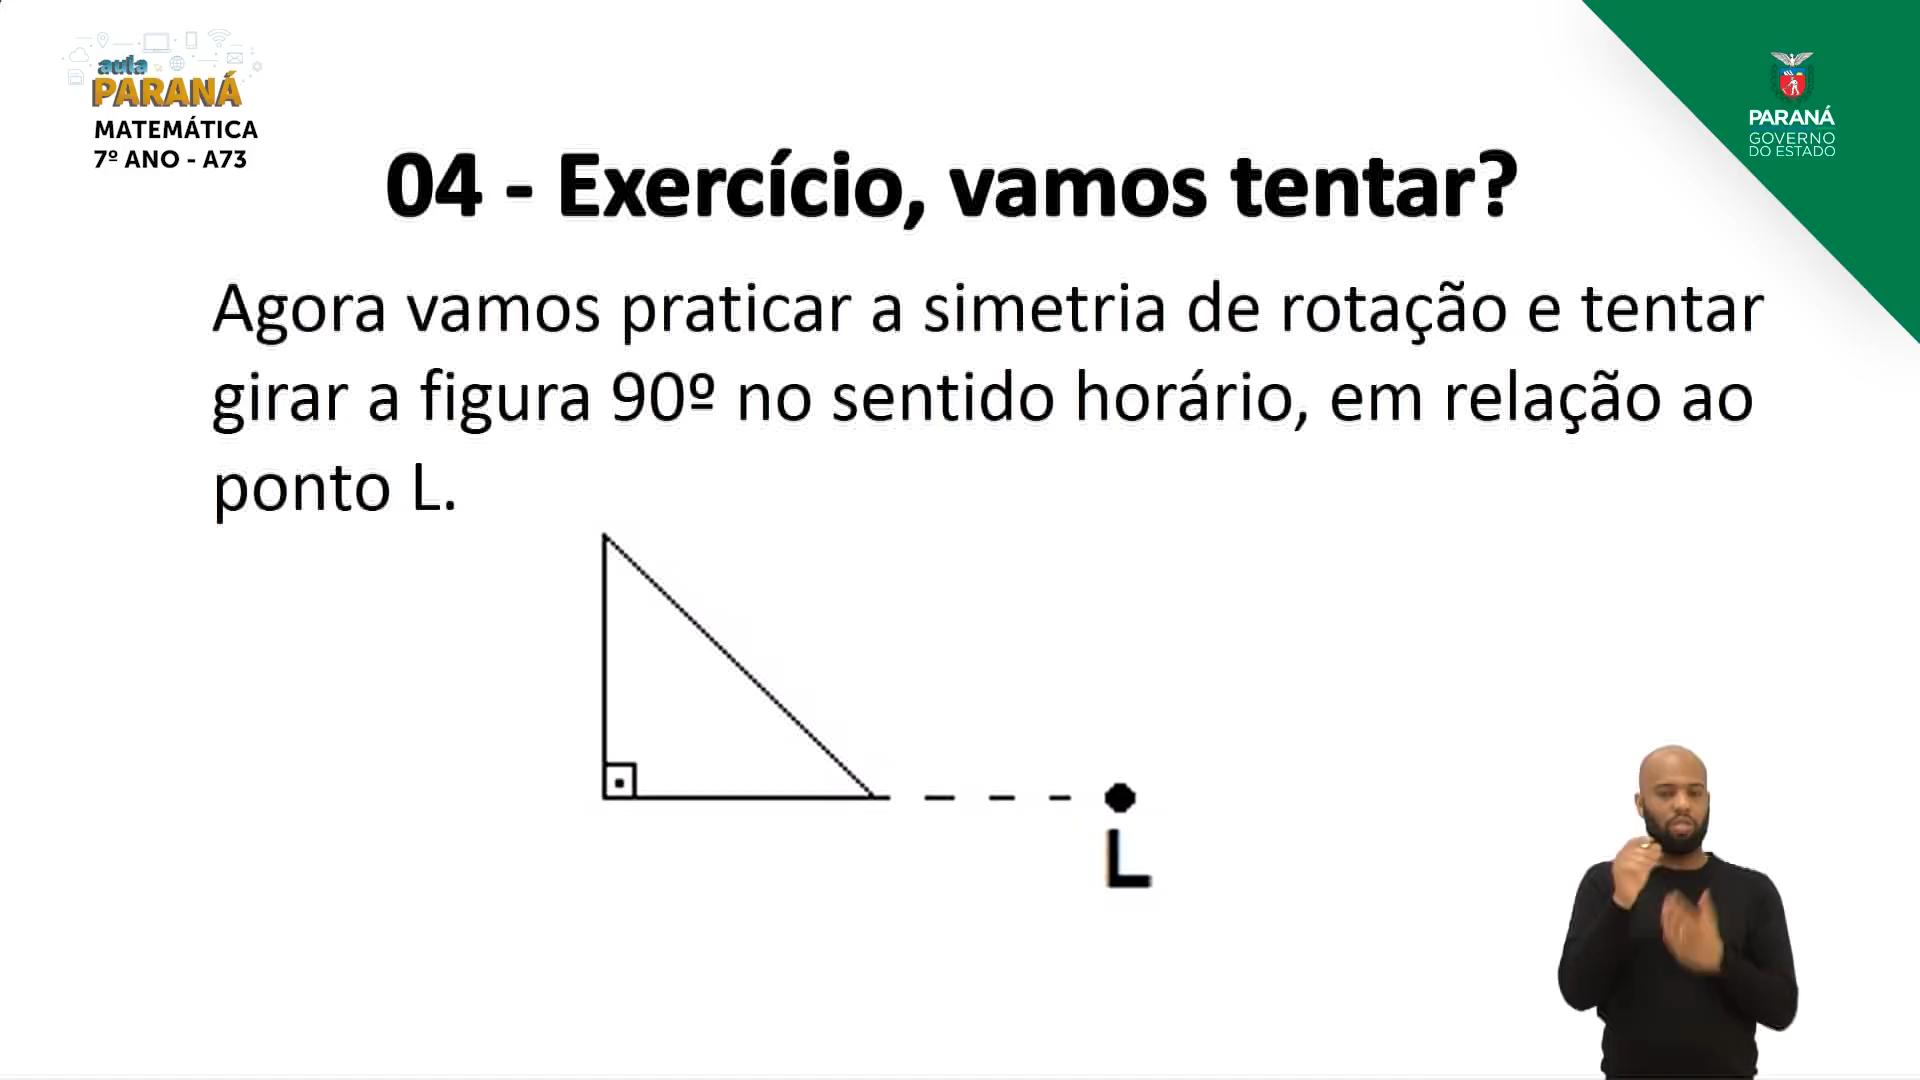 aula
PARANÁ
MATEMÁTICA
7º ANO - A73
PARANÁ
GOVERNO
DO ESTADO
04 - Exercício, vamos tentar?
Agora vamos praticar a simetria de rotação e tentar
girar a figura 90º no sentido horário, em relação ao
ponto L.
L